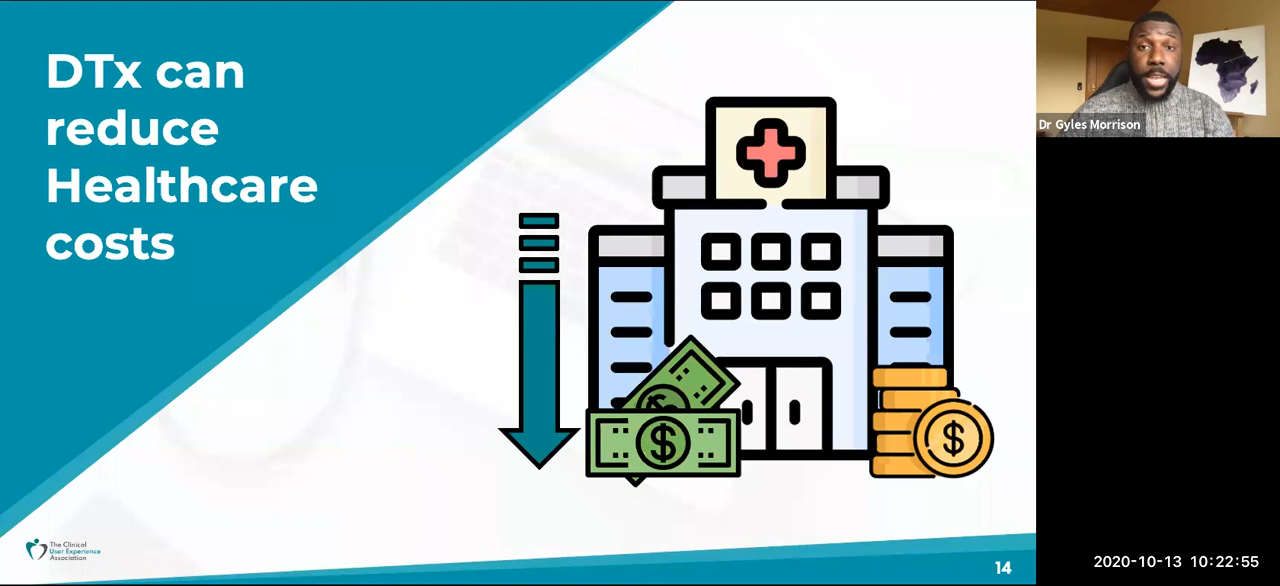 DTx can
reduce
Healthcare
costs
Dr Gyles Morrison
$
$
The Clinical
User Experience
Association
14
2020-10-13 10:22:55